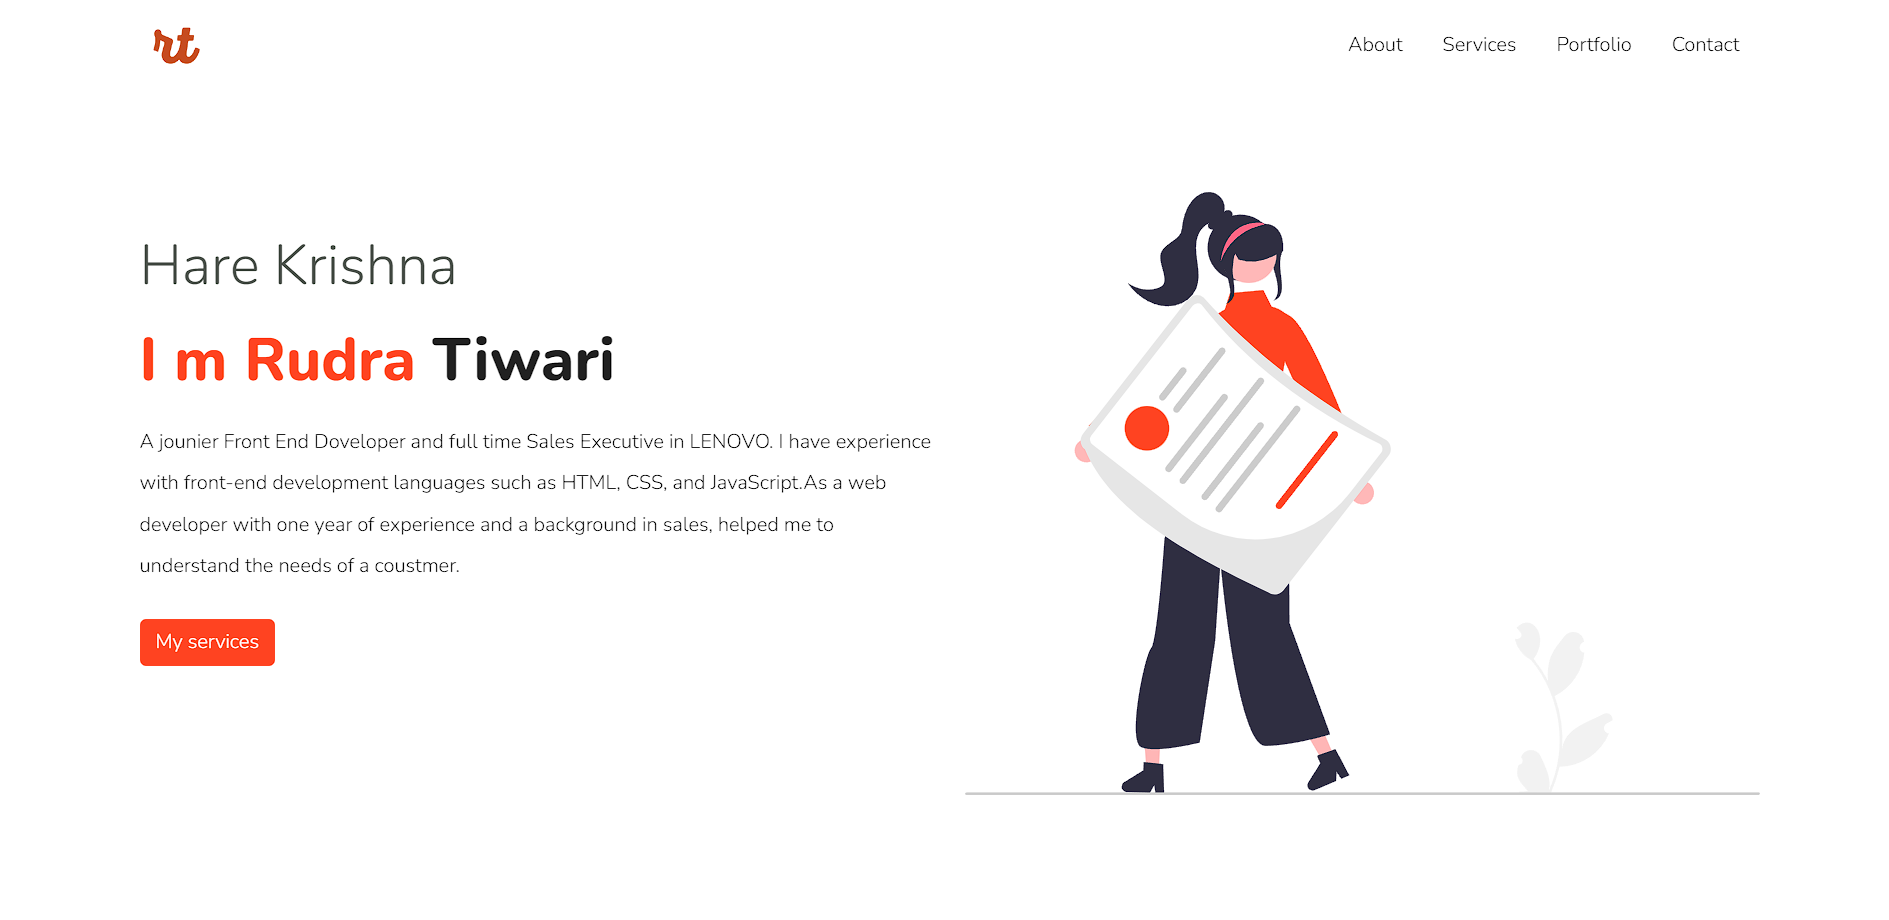 rt
About Services Portfolio Contact
Hare Krishna
I m Rudra Tiwari
A jounier Front End Doveloper and full time Sales Executive in LENOVO. I have experience
with front-end development languages such as HTML, CSS, and JavaScript.As a web
developer with one year of experience and a background in sales, helped me to
understand the needs of a coustmer.
My services